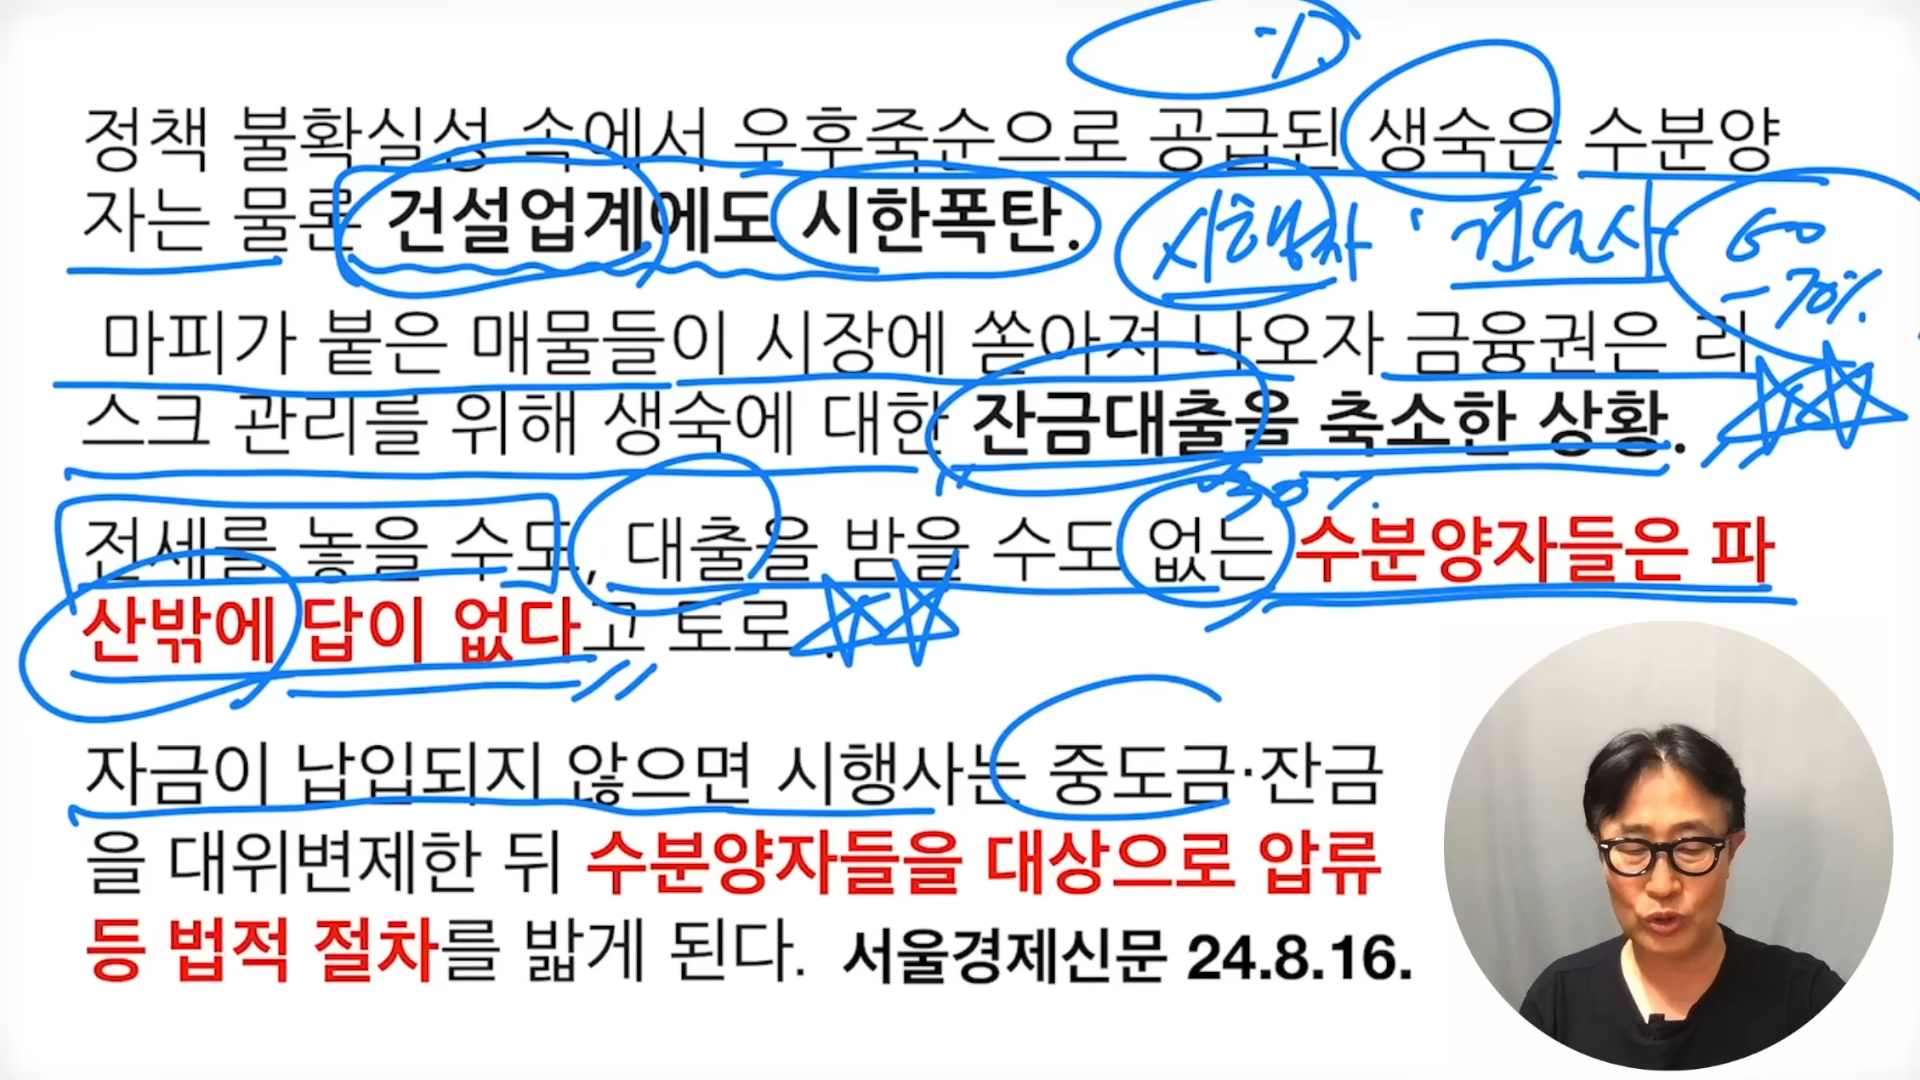 %
정책 불확실성 속에서 우후죽순으로 공급된 생숙은 수분양
자는 물론 건설업계에도 시한폭탄. 시행사 건설사 60
-70%
마피가 붙은 매물들이 시장에 쏟아져 나오자 금융권은 리
스크 관리를 위해 생숙에 대한 잔금대출을 축소한 상황.
30%
전세를 놓을 수도, 대출을 받을 수도 없는 수분양자들은 파
산밖에 답이 없다고 토로.
자금이 납입되지 않으면 시행사는 중도금·잔금
을 대위변제한 뒤 수분양자들을 대상으로 압류
등 법적 절차를 밟게 된다. 서울경제신문 24.8.16.